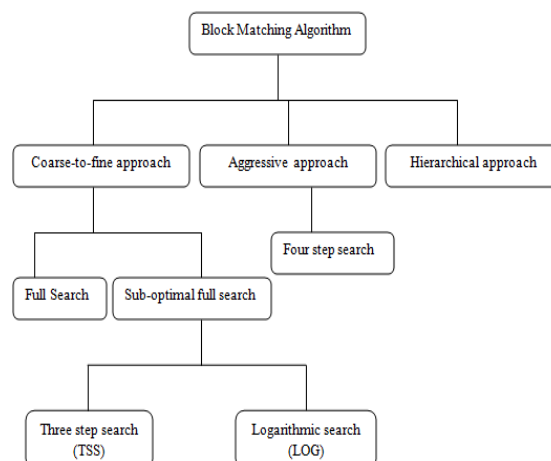 Block Matching Algorithm
Coarse-to-fine approach
Aggressive approach
Hierarchical approach
Four step search
Full Search
Sub-optimal full search
Three step search
(TSS)
Logarithmic search
(LOG)